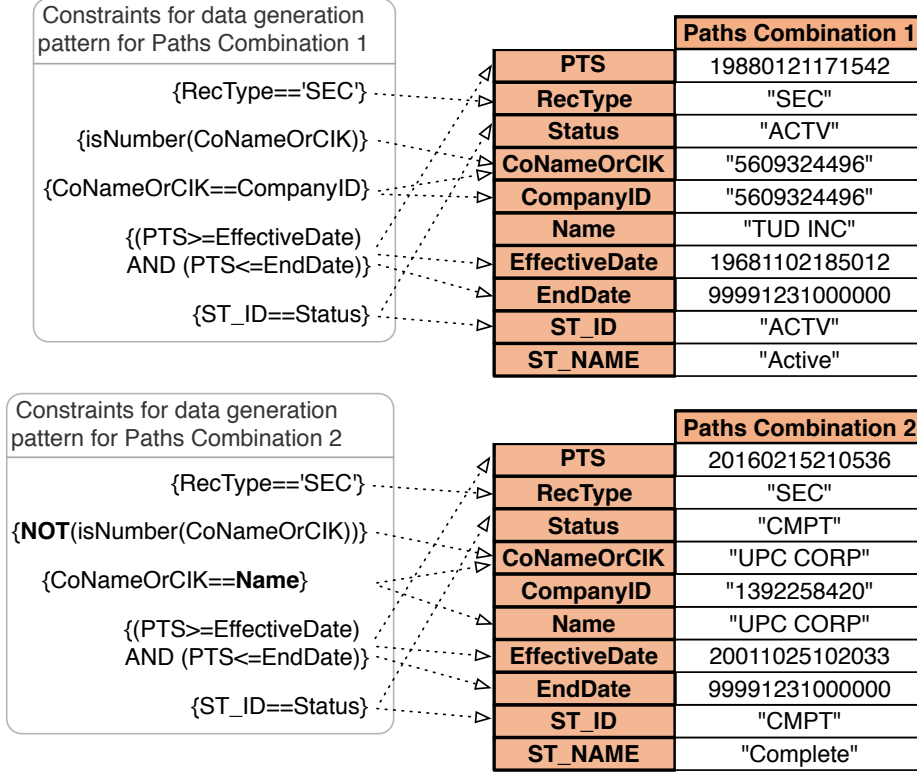 Constraints for data generation
pattern for Paths Combination 1
{RecType=='SEC'}
{isNumber(CoNameOrCIK)}
{CoNameOrCIK==CompanyID}
{(PTS>=EffectiveDate)
AND (PTS<=EndDate)}
{ST_ID==Status}
Paths Combination 1
PTS 19880121171542
RecType "SEC"
Status "ACTV"
CoNameOrCIK "5609324496"
CompanyID "5609324496"
Name "TUD INC"
EffectiveDate 19681102185012
EndDate 99991231000000
ST_ID "ACTV"
ST_NAME "Active"
Constraints for data generation
pattern for Paths Combination 2
{RecType=='SEC'}
{NOT(isNumber(CoNameOrCIK))}
{CoNameOrCIK==Name}
{(PTS>=EffectiveDate)
AND (PTS<=EndDate)}
{ST_ID==Status}
Paths Combination 2
PTS 20160215210536
RecType "SEC"
Status "CMPT"
CoNameOrCIK "UPC CORP"
CompanyID "1392258420"
Name "UPC CORP"
EffectiveDate 20011025102033
EndDate 99991231000000
ST_ID "CMPT"
ST_NAME "Complete"